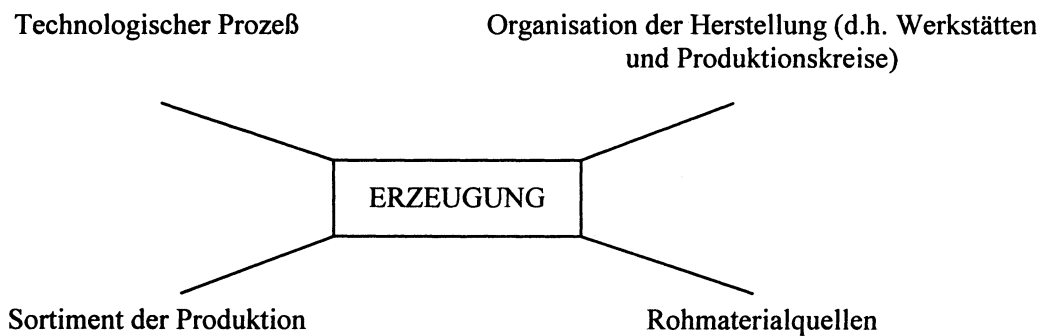 Technologischer Prozeß
Organisation der Herstellung (d.h. Werkstätten
und Produktionskreise)
ERZEUGUNG
Sortiment der Produktion
Rohmaterialquellen